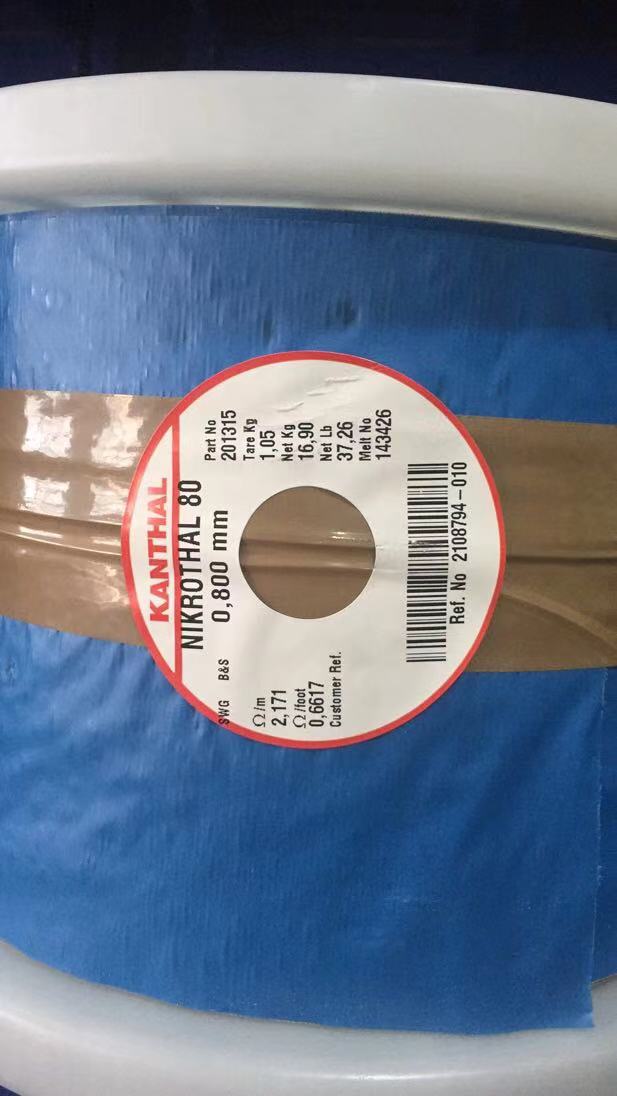 KANTHAL
NIKROTHAL 80
0,800 mm
SWG B&S
Ω/m
2,171
Ω/foot
0,6617
Customer Ref.
Part No
201315
Tare Kg
1,05
Net Kg
16,90
Net Lb
37,26
Melt No
143426
Ref. No 2108794-010